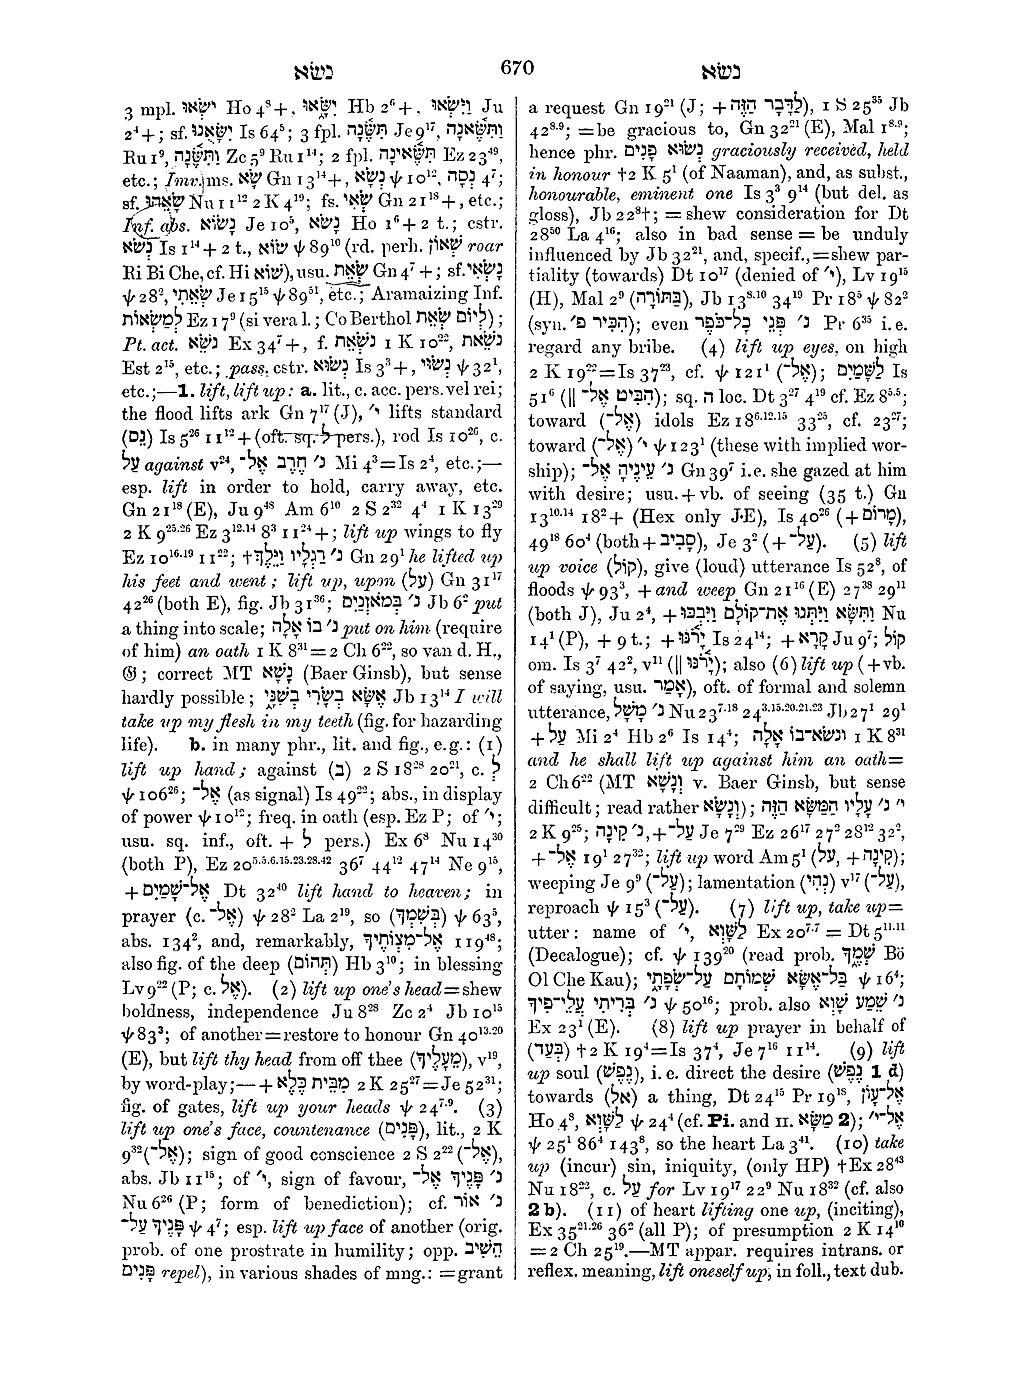 נשׂא
670
נשׂא
3 mpl. יִשְׂאוּ Ho 4⁸+, יִשָּׂאוּ Hb 2⁶+, וַיִּשְׂאוּ Ju
2⁴+; sf. יִשָּׂאֻנוּ Is 64⁵; 3 fpl. תִּשֶּׂנָה Je 9¹⁷, וַתִּשֶּׂאנָה
Ru 1⁹, וַתִּשֶּׂנָה Zc 5⁹ Ru 1¹⁴; 2 fpl. תִּשֶּׂאינָה Ez 23⁴⁹,
etc.; Imv. ms. שָׂא Gn 13¹⁴+, נְשָׂא ψ 10¹², נְסָה 4⁷;
sf. שָׂאֵהוּ Nu 11¹² 2 K 4¹⁹; fs. שְׂאִי Gn 21¹⁸+, etc.;
Inf. abs. נָשׂוֹא Je 10⁵, נָשֹׂא Ho 1⁶+2 t.; cstr.
נְשֹׂא Is 1¹⁴+2 t., שׂוֹא ψ 89¹⁰ (rd. perh. שְׁאוֹן roar
Ri Bi Che, cf. Hi שׁוֹא), usu. שְׂאֵת Gn 4⁷+; sf. נָשְׂאִי
ψ 28², שְׂאֵתִי Je 15¹⁵ ψ 89⁵¹, etc.; Aramaizing Inf.
לְמַשְׂאוֹת Ez 17⁹ (si vera l.; Co Berthol לְיוֹם שְׂאֵת);
Pt. act. נֹשֵׂא Ex 34⁷+, f. נֹשֵׂאת 1 K 10²², נֹשֵׂאת
Est 2¹⁵, etc.; pass. cstr. נְשׂוּא Is 3³+, נְשׂוּי ψ 32¹,
etc.;—1. lift, lift up: a. lit., c. acc. pers. vel rei;
the flood lifts ark Gn 7¹⁷ (J), י׳ lifts standard
(נֵס) Is 5²⁶ 11¹²+(oft. sq. לְ pers.), rod Is 10²⁶, c.
עַל against v²⁴, נ׳ חֶרֶב אֶל־ Mi 4³=Is 2⁴, etc.;—
esp. lift in order to hold, carry away, etc.
Gn 21¹⁸ (E), Ju 9⁴⁸ Am 6¹⁰ 2 S 2³² 4⁴ 1 K 13²⁹
2 K 9²⁵·²⁶ Ez 3¹²·¹⁴ 8³ 11²⁴+; lift up wings to fly
Ez 10¹⁶·¹⁹ 11²²; †נ׳ רַגְלָיו וַיֵּלֶךְ Gn 29¹ he lifted up
his feet and went; lift up, upon (עַל) Gn 31¹⁷
42²⁶ (both E), fig. Jb 31³⁶; נ׳ בְּמֹאזְנַיִם Jb 6² put
a thing into scale; נ׳ בוֹ אָלָה put on him (require
of him) an oath 1 K 8³¹=2 Ch 6²², so van d. H.,
𝔊; correct MT נָשָׁא (Baer Ginsb), but sense
hardly possible; אֶשָּׂא בְשָׂרִי בְשִׁנָּי Jb 13¹⁴ I will
take up my flesh in my teeth (fig. for hazarding
life). b. in many phr., lit. and fig., e.g.: (1)
lift up hand; against (בְּ) 2 S 18²⁸ 20²¹, c. לְ
ψ 106²⁶; אֶל־ (as signal) Is 49²²; abs., in display
of power ψ 10¹²; freq. in oath (esp. Ez P; of י׳;
usu. sq. inf., oft. + לְ pers.) Ex 6⁸ Nu 14³⁰
(both P), Ez 20⁵·⁵·⁶·¹⁵·²³·²⁸·⁴² 36⁷ 44¹² 47¹⁴ Ne 9¹⁵,
+אֶל־שָׁמַיִם Dt 32⁴⁰ lift hand to heaven; in
prayer (c. אֶל־) ψ 28² La 2¹⁹, so (בְּשִׁמְךָ) ψ 63⁵,
abs. 134², and, remarkably, אֶל־מִצְוֺתֶיךָ 119⁴⁸;
also fig. of the deep (תְּהוֹם) Hb 3¹⁰; in blessing
Lv 9²² (P; c. אֶל). (2) lift up one's head=shew
boldness, independence Ju 8²⁸ Zc 2⁴ Jb 10¹⁵
ψ 83³; of another=restore to honour Gn 40¹³·²⁰
(E), but lift thy head from off thee (מֵעָלֶיךָ), v¹⁹,
by word-play;—+מִבֵּית כֶּלֶא 2 K 25²⁷=Je 52³¹;
fig. of gates, lift up your heads ψ 24⁷·⁹. (3)
lift up one's face, countenance (פָּנִים), lit., 2 K
9³² (אֶל־); sign of good conscience 2 S 2²² (אֶל־),
abs. Jb 11¹⁵; of י׳, sign of favour, נ׳ פָּנֶיךָ אֶל־
Nu 6²⁶ (P; form of benediction); cf. נ׳ אוֹר
פָּנֶיךָ עַל־ ψ 4⁷; esp. lift up face of another (orig.
prob. of one prostrate in humility; opp. הֵשִׁיב
פָּנִים repel), in various shades of mng.: =grant
a request Gn 19²¹ (J; +לַדָּבָר הַזֶּה), 1 S 25³⁵ Jb
42⁸·⁹; =be gracious to, Gn 32²¹ (E), Mal 1⁸·⁹;
hence phr. נְשׂוּא פָנִים graciously received, held
in honour †2 K 5¹ (of Naaman), and, as subst.,
honourable, eminent one Is 3³ 9¹⁴ (but del. as
gloss), Jb 22⁸†; =shew consideration for Dt
28⁵⁰ La 4¹⁶; also in bad sense=be unduly
influenced by Jb 32²¹, and, specif.,=shew par-
tiality (towards) Dt 10¹⁷ (denied of י׳), Lv 19¹⁵
(H), Mal 2⁹ (בַּתּוֹרָה), Jb 13⁸·¹⁰ 34¹⁹ Pr 18⁵ ψ 82²
(syn. הִכִּיר פ׳); even נ׳ פְּנֵי כָל־כֹּפֶר Pr 6³⁵ i.e.
regard any bribe. (4) lift up eyes, on high
2 K 19²²=Is 37²³, cf. ψ 121¹ (אֶל־); לַשָּׁמַיִם Is
51⁶ (|| הַבִּיט אֶל־); sq. ה loc. Dt 3²⁷ 4¹⁹ cf. Ez 8⁵·⁵;
toward (אֶל־) idols Ez 18⁶·¹²·¹⁵ 33²⁵, cf. 23²⁷;
toward (אֶל־) י׳ ψ 123¹ (these with implied wor-
ship); נ׳ עֵינֶיהָ אֶל־ Gn 39⁷ i.e. she gazed at him
with desire; usu.+vb. of seeing (35 t.) Gn
13¹⁰·¹⁴ 18²+ (Hex only J·E), Is 40²⁶ (+מָרוֹם),
49¹⁸ 60⁴ (both+סָבִיב), Je 3² (+עַל־). (5) lift
up voice (קוֹל), give (loud) utterance Is 52⁸, of
floods ψ 93³, +and weep Gn 21¹⁶ (E) 27³⁸ 29¹¹
(both J), Ju 2⁴, +וַתִּשָּׂא וַיִּתְּנוּ אֶת־קוֹלָם וַיִּבְכּוּ Nu
14¹ (P), +9 t.; +יָרֹנּוּ Is 24¹⁴; +קָרָא Ju 9⁷; קוֹל
om. Is 3⁷ 42², v¹¹ (|| יָרֹנּוּ); also (6) lift up (+vb.
of saying, usu. אָמַר), oft. of formal and solemn
utterance, נ׳ מָשָׁל Nu 23⁷·¹⁸ 24³·¹⁵·²⁰·²¹·²³ Jb 27¹ 29¹
+עַל Mi 2⁴ Hb 2⁶ Is 14⁴; וְנָשָׂא־בוֹ אָלָה 1 K 8³¹
and he shall lift up against him an oath=
2 Ch 6²² (MT וְנָשָׁא v. Baer Ginsb, but sense
difficult; read rather וְנָשָׂא); י׳ נ׳ עָלָיו הַמַּשָּׂא הַזֶּה
2 K 9²⁵; נ׳ קִינָה, +עַל־ Je 7²⁹ Ez 26¹⁷ 27² 28¹² 32²,
+אֶל־ 19¹ 27³²; lift up word Am 5¹ (עַל, +קִינָה);
weeping Je 9⁹ (עַל־); lamentation (נְהִי) v¹⁷ (עַל־),
reproach ψ 15³ (עַל־). (7) lift up, take up=
utter: name of י׳, לַשָּׁוְא Ex 20⁷·⁷=Dt 5¹¹·¹¹
(Decalogue); cf. ψ 139²⁰ (read prob. שְׁמֶךָ Bö
Ol Che Kau); בַּל־אֶשָּׂא שְׁמוֹתָם עַל־שְׂפָתָי ψ 16⁴;
נ׳ בְּרִיתִי עֲלֵי־פִיךָ ψ 50¹⁶; prob. also נ׳ שֵׁמַע שָׁוְא
Ex 23¹ (E). (8) lift up prayer in behalf of
(בְּעַד) †2 K 19⁴=Is 37⁴, Je 7¹⁶ 11¹⁴. (9) lift
up soul (נֶפֶשׁ), i.e. direct the desire (נֶפֶשׁ 1 d)
towards (אֶל) a thing, Dt 24¹⁵ Pr 19¹⁸, אֶל־עָוֺן
Ho 4⁸, לַשָּׁוְא ψ 24⁴ (cf. Pi. and II. מַשָּׂא 2); אֶל־י׳
ψ 25¹ 86⁴ 143⁸, so the heart La 3⁴¹. (10) take
up (incur) sin, iniquity, (only HP) †Ex 28⁴³
Nu 18²², c. עַל for Lv 19¹⁷ 22⁹ Nu 18³² (cf. also
2 b). (11) of heart lifting one up, (inciting),
Ex 35²¹·²⁶ 36² (all P); of presumption 2 K 14¹⁰
=2 Ch 25¹⁹.—MT appar. requires intrans. or
reflex. meaning, lift oneself up, in foll., text dub.